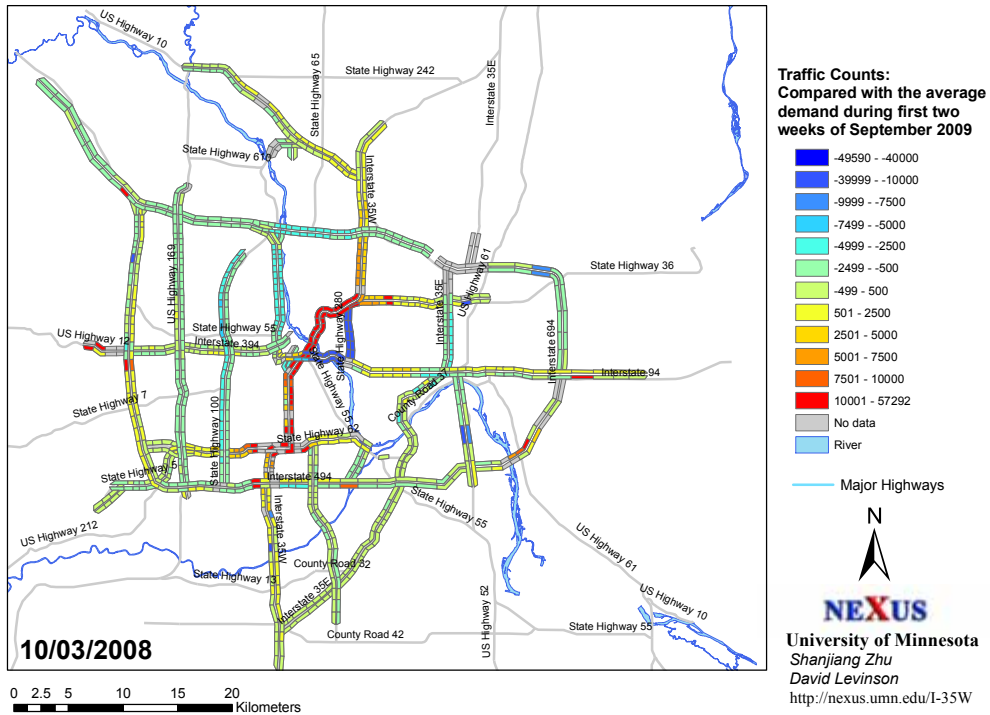 US Highway 10
State Highway 65
State Highway 242
Interstate 35E
State Highway 610
Interstate 35W
US Highway 169
US Highway 61
State Highway 36
Interstate 35E
State Highway 280
Interstate 694
US Highway 12
State Highway 55
Interstate 394
State Highway 55
Interstate 94
State Highway 7
State Highway 100
State Highway 62
State Highway 5
Interstate 494
State Highway 55
US Highway 212
Interstate 35W
County Road 32
State Highway 13
Interstate 35E
US Highway 61
US Highway 52
US Highway 10
State Highway 55
County Road 42
10/03/2008
0 2.5 5 10 15 20
Kilometers
Traffic Counts:
Compared with the average
demand during first two
weeks of September 2009
-49590 - -40000
-39999 - -10000
-9999 - -7500
-7499 - -5000
-4999 - -2500
-2499 - -500
-499 - 500
501 - 2500
2501 - 5000
5001 - 7500
7501 - 10000
10001 - 57292
No data
River
Major Highways
N
NEXUS
University of Minnesota
Shanjiang Zhu
David Levinson
http://nexus.umn.edu/I-35W